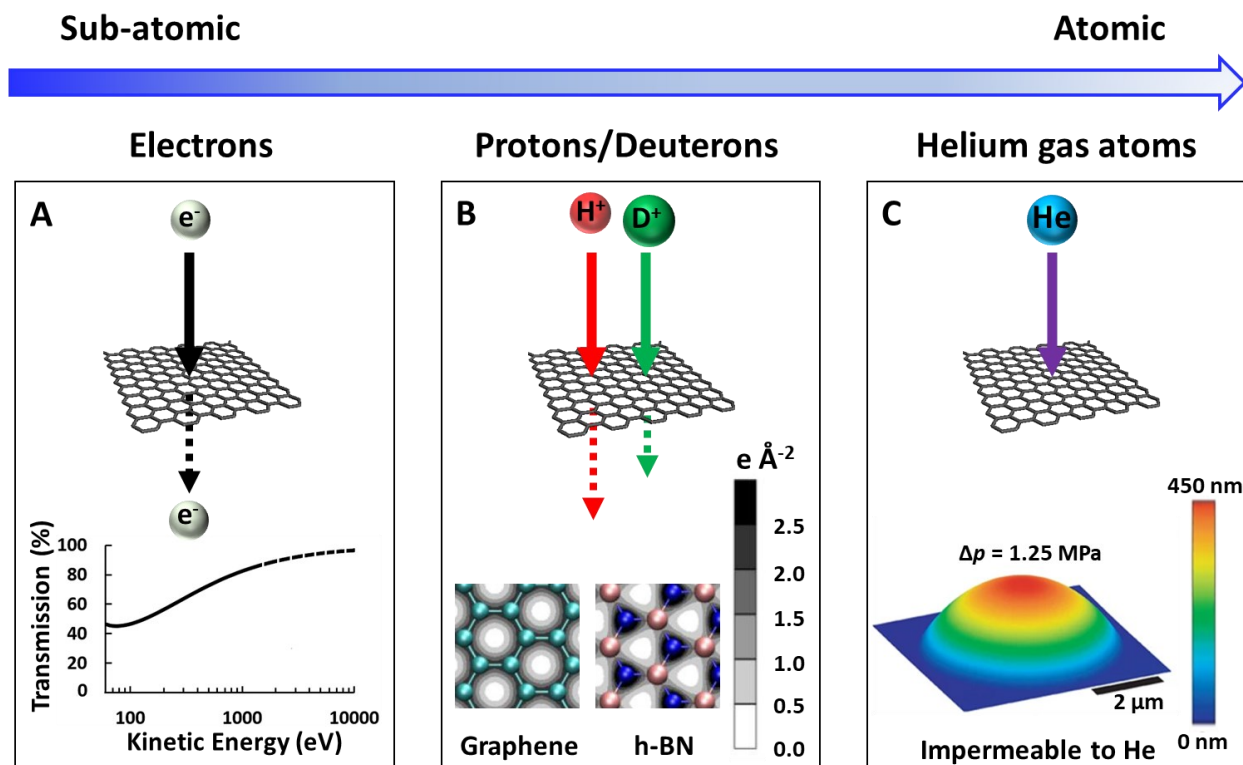 Sub-atomic
Atomic
Electrons
Protons/Deuterons
Helium gas atoms
A
e-
e-
Transmission (%)
100
80
60
40
20
0
100
1000
10000
Kinetic Energy (eV)
B
H+
D+
e Å-2
2.5
2.0
1.5
1.0
0.5
0.0
Graphene
h-BN
C
He
450 nm
Δp = 1.25 MPa
2 µm
0 nm
Impermeable to He